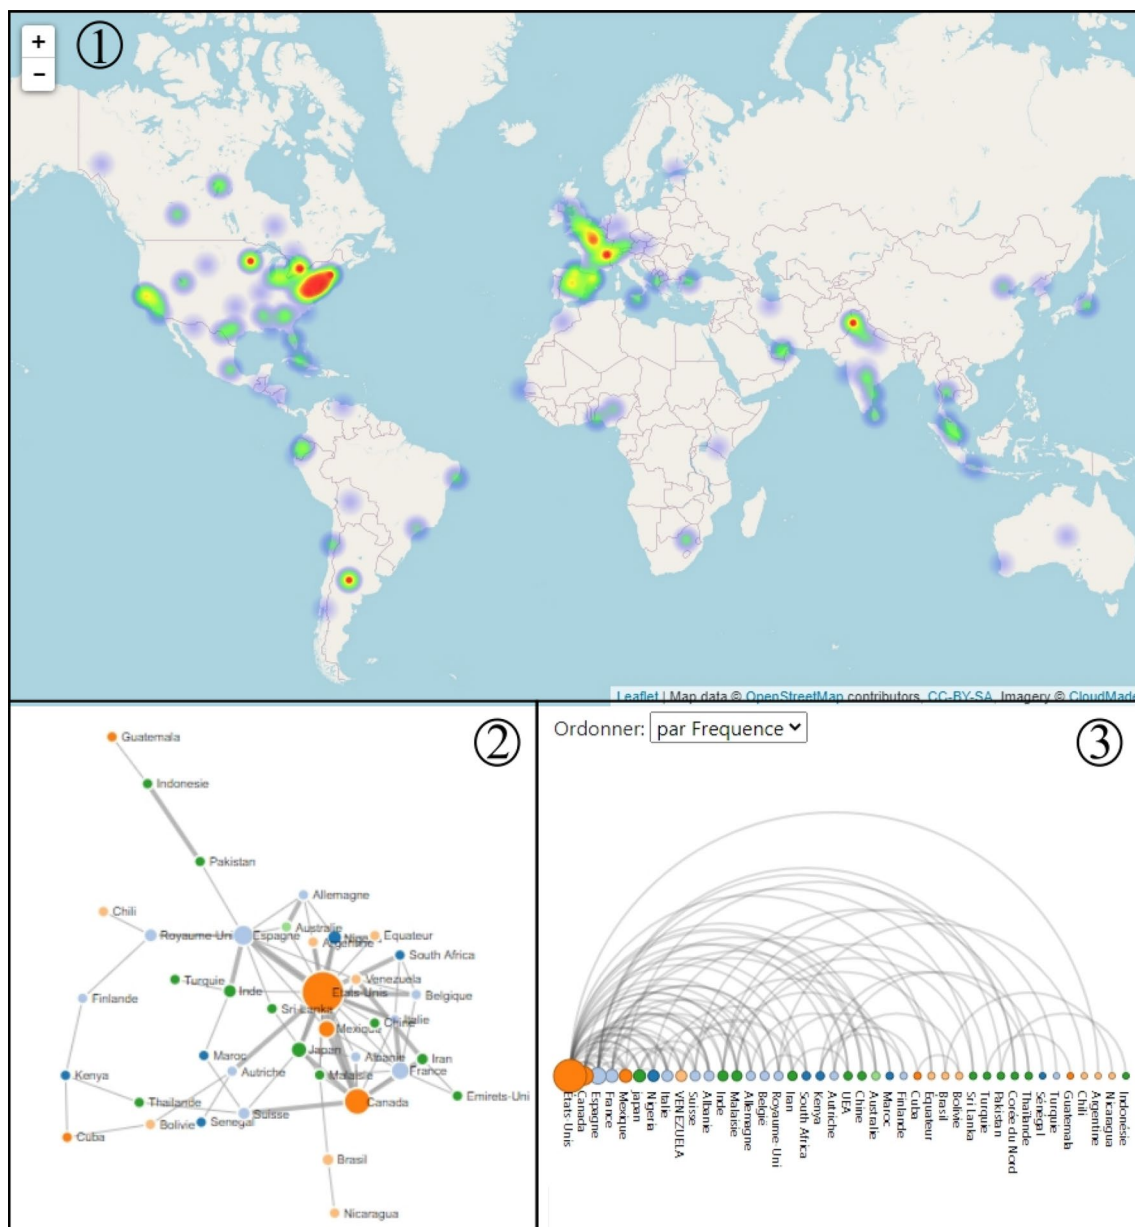 +
−
①
Leaflet | Map data © OpenStreetMap contributors, CC-BY-SA, Imagery © CloudMade
②
Guatemala
Indonesie
Pakistan
Allemagne
Chili
Australie
Royaume-Uni
Espagne
Argentine
Equateur
South Africa
Turquie
Inde
Venezuela
Etats-Unis
Belgique
Finlande
Sri Lanka
Chine
Italie
Mexique
Maroc
Japan
Albanie
Iran
Kenya
Autriche
Malaisie
France
Thailande
Canada
Emirets-Uni
Suisse
Bolivie
Senegal
Cuba
Brasil
Nicaragua
Ordonner: par Frequence
③
Etats-Unis
Canada
Espagne
France
Mexique
Japan
Nigeria
Italie
VENEZUELA
Suisse
Albanie
Inde
Malaisie
Allemagne
België
Royaume-Uni
Iran
South Africa
Kenya
Autriche
UEA
Chine
Australie
Maroc
Finlande
Cuba
Equateur
Brasil
Bolivie
Sri Lanka
Turquie
Pakistan
Corée du Nord
Thaïlande
Sénégal
Turquie
Guatemala
Chili
Argentine
Nicaragua
Indonésie